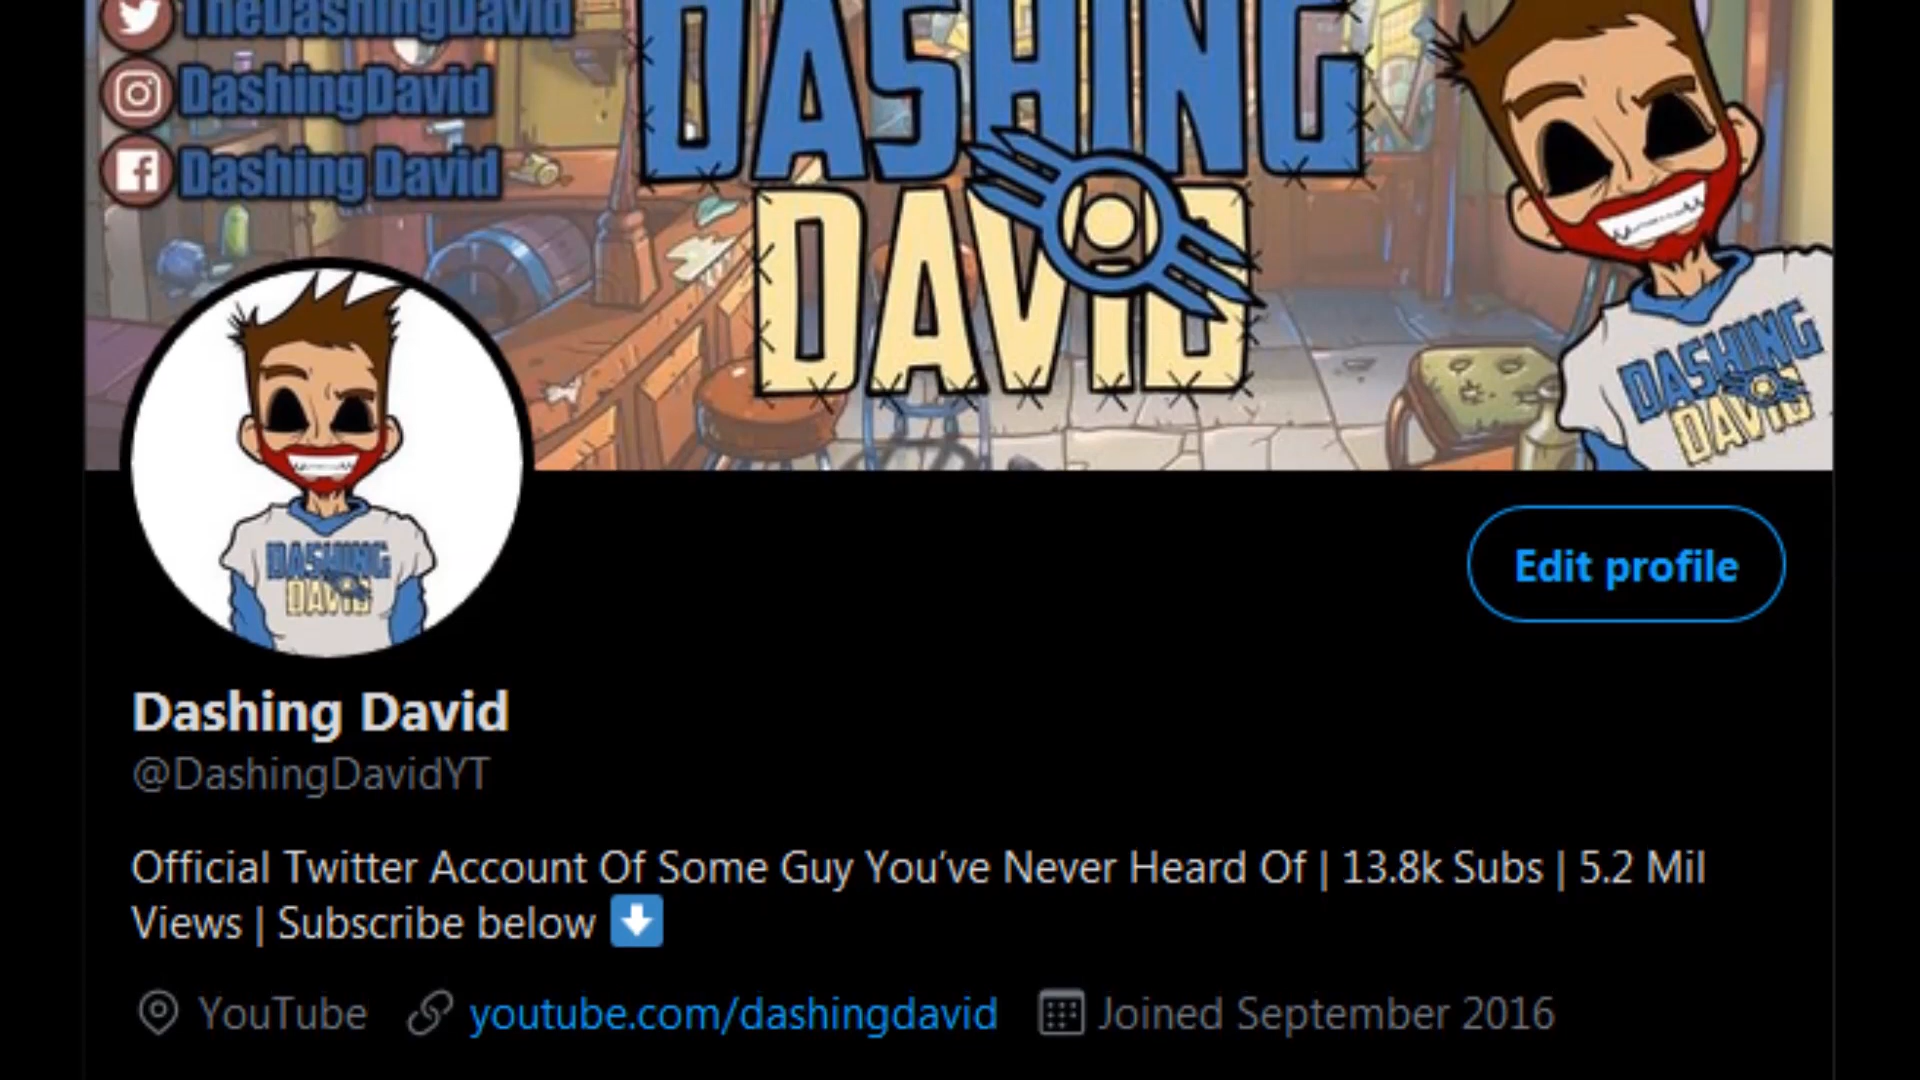 TheDashingDavid
DashingDavid
Dashing David
DASHING
DAVID
DASHING
DAVID
DASHING
DAVID
Edit profile
Dashing David
@DashingDavidYT
Official Twitter Account Of Some Guy You've Never Heard Of | 13.8k Subs | 5.2 Mil
Views | Subscribe below ⬇️
YouTube youtube.com/dashingdavid Joined September 2016